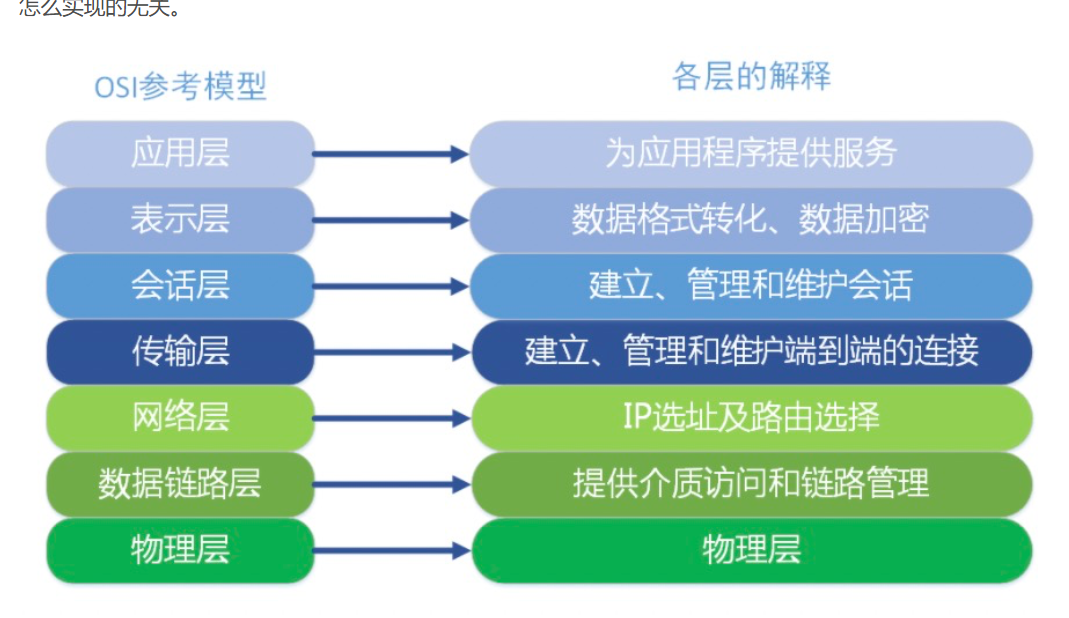 怎么实现的无关。
OSI参考模型
各层的解释
应用层
为应用程序提供服务
表示层
数据格式转化、数据加密
会话层
建立、管理和维护会话
传输层
建立、管理和维护端到端的连接
网络层
IP选址及路由选择
数据链路层
提供介质访问和链路管理
物理层
物理层